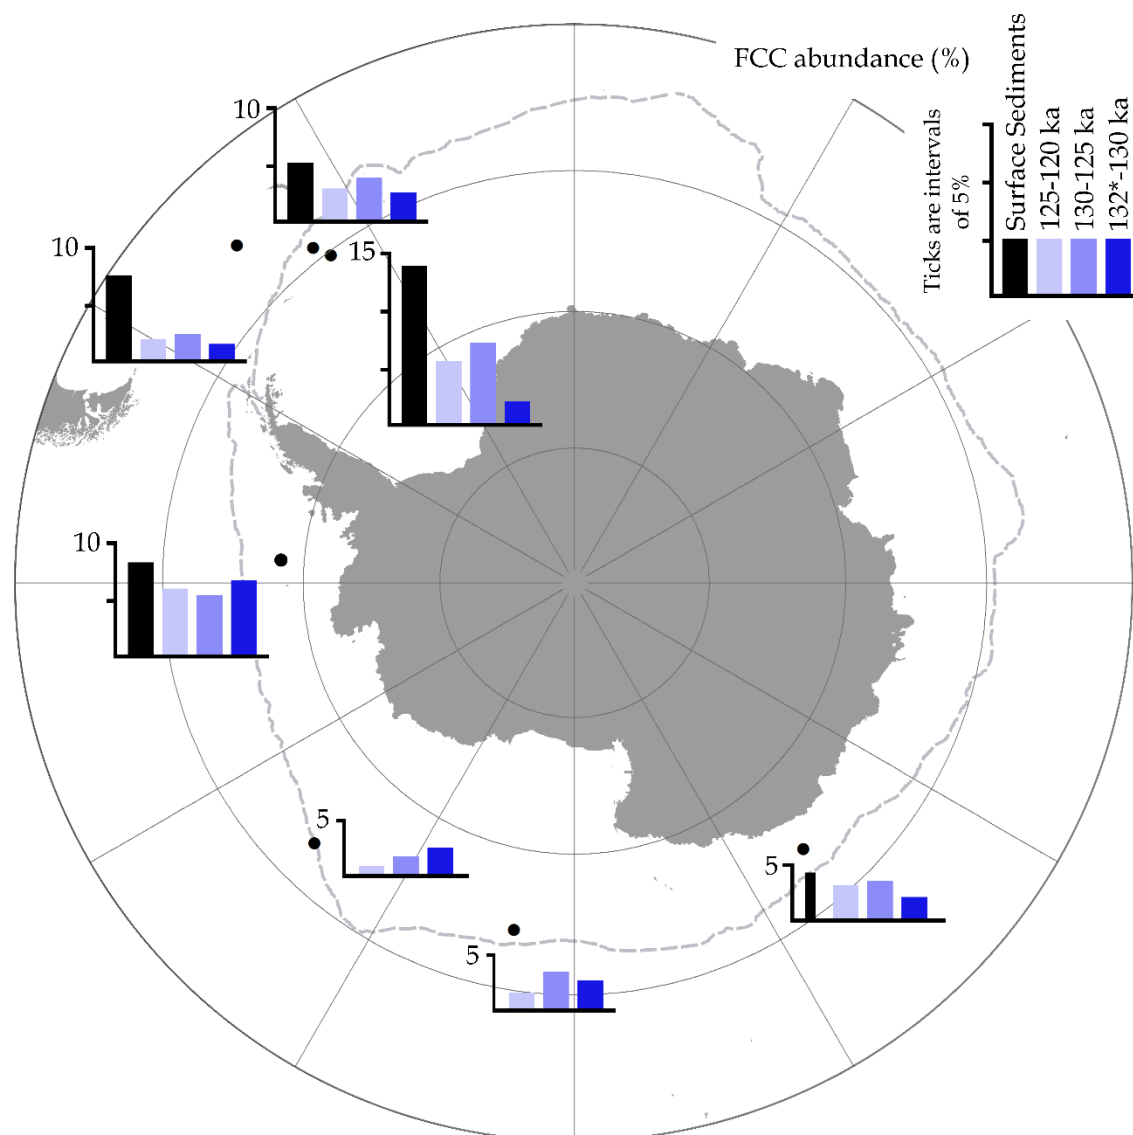 FCC abundance (%)
Ticks are intervals
of 5%
Surface Sediments
125-120 ka
130-125 ka
132*-130 ka
10
10
15
10
5
5
5